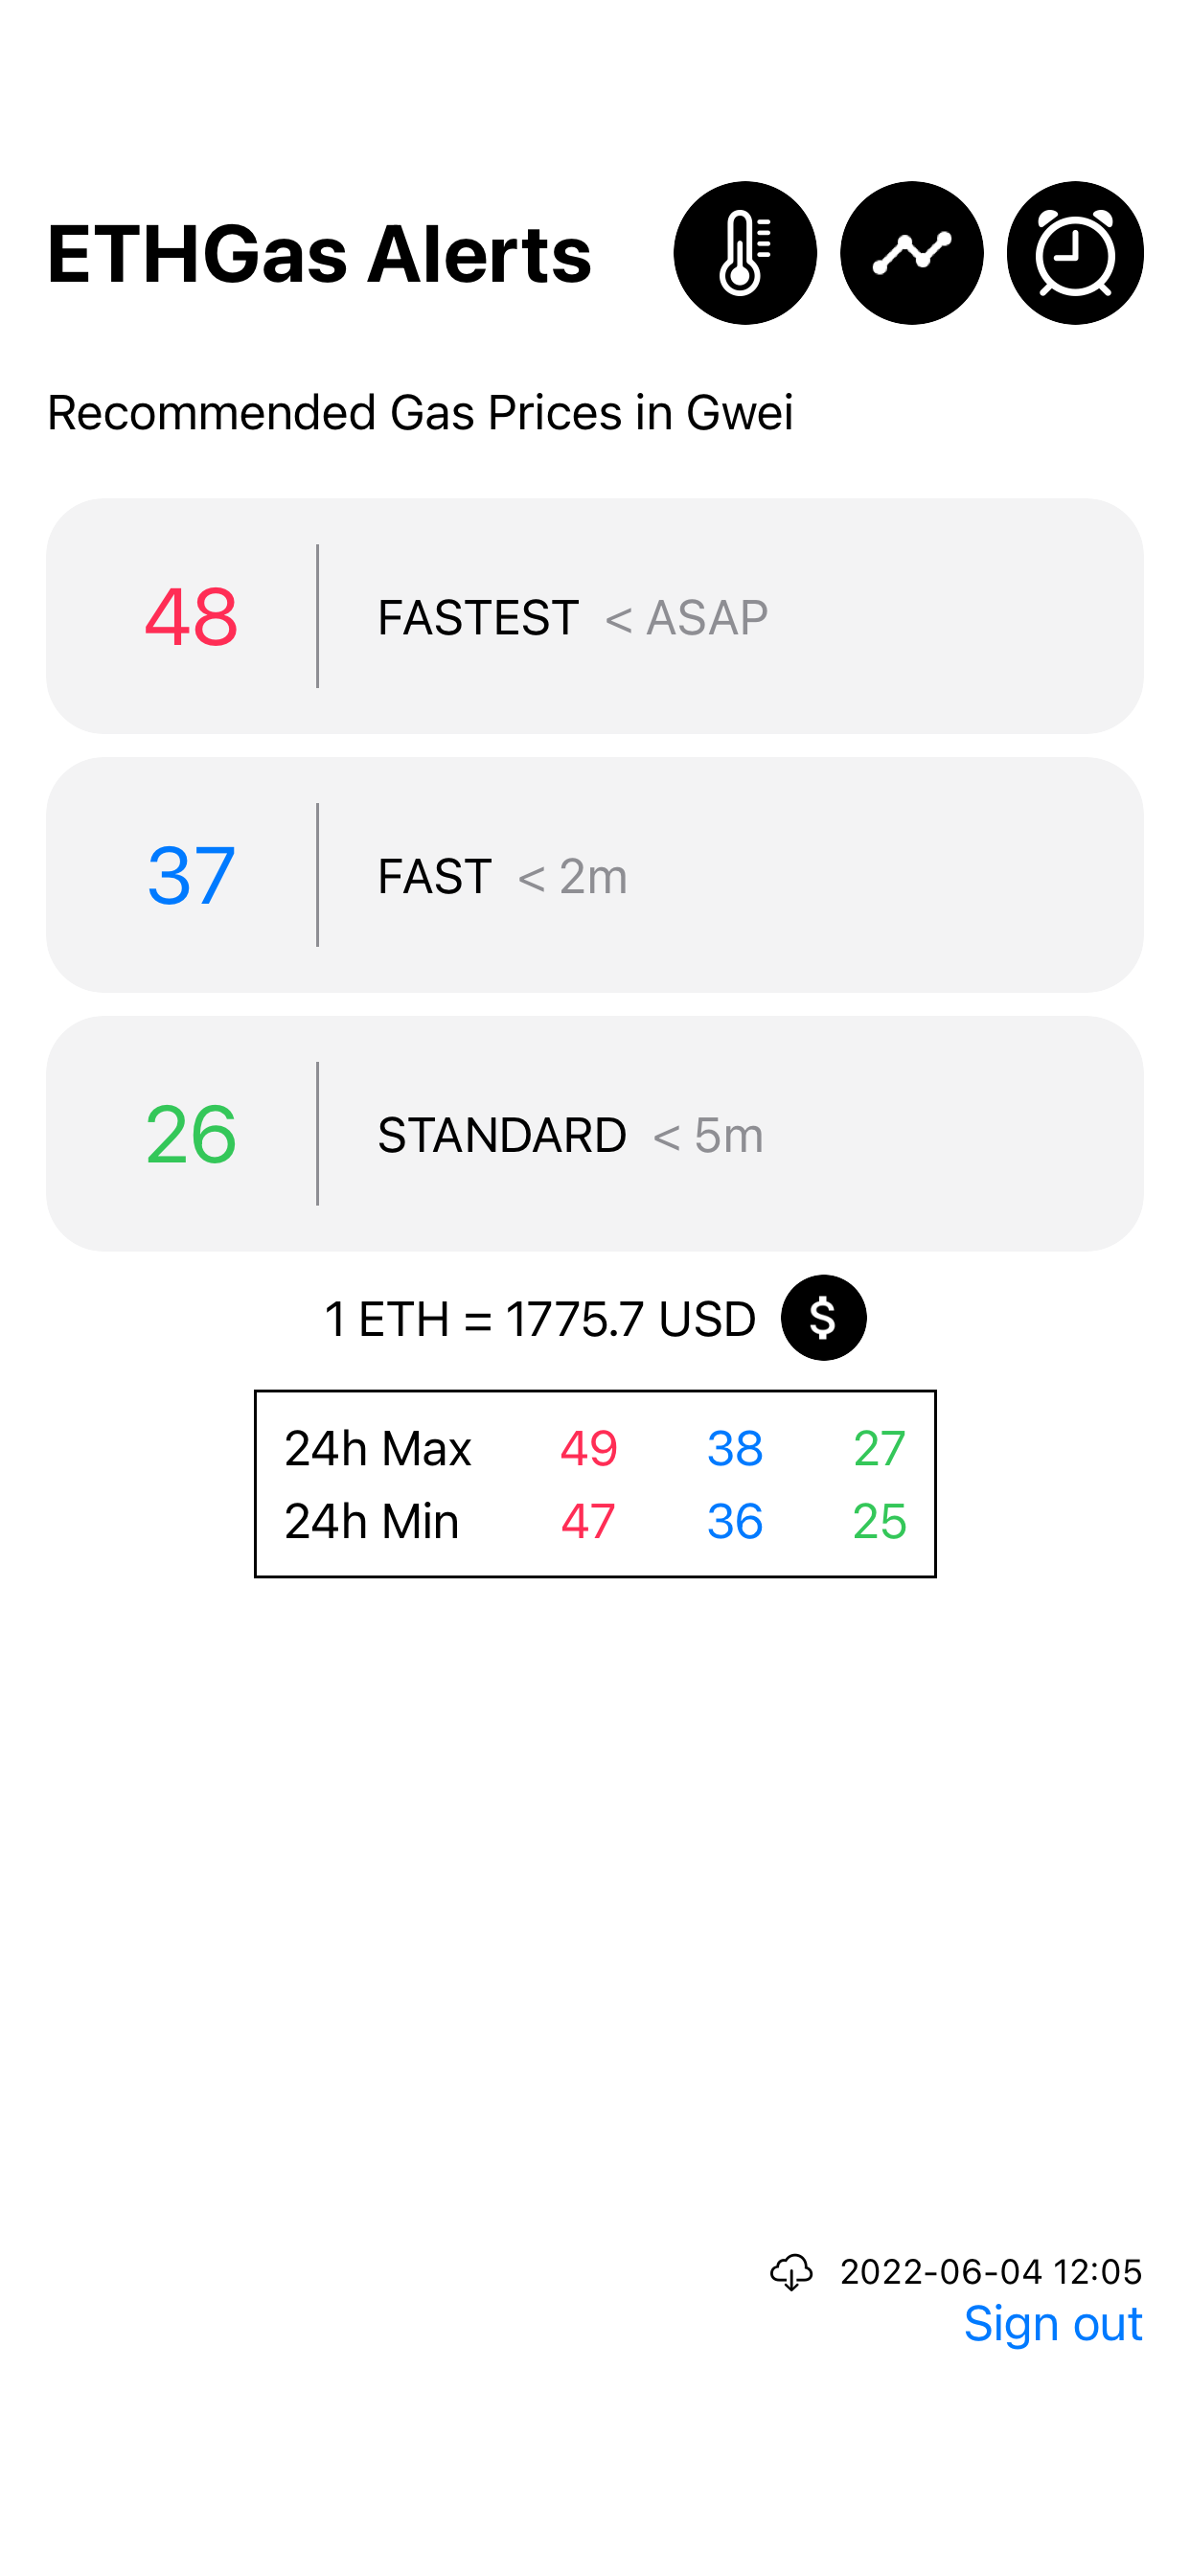 ETHGas Alerts
Recommended Gas Prices in Gwei
48 FASTEST < ASAP
37 FAST < 2m
26 STANDARD < 5m
1 ETH = 1775.7 USD $
24h Max 49 38 27
24h Min 47 36 25
2022-06-04 12:05
Sign out